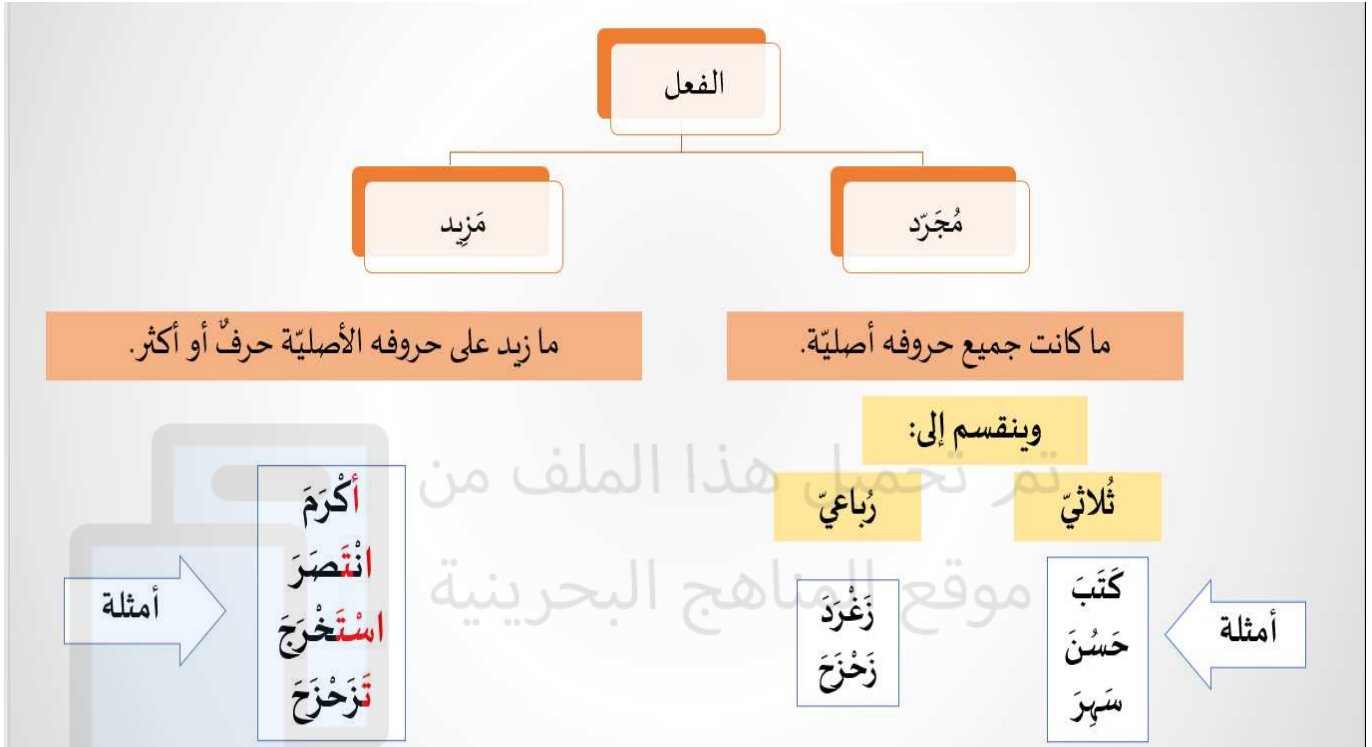 الفعل
مُجَرّد
مَزِيد
ما كانت جميع حروفه أصليّة.
ما زيد على حروفه الأصليّة حرفٌ أو أكثر.
وينقسم إلى:
ثُلاثيّ
رُباعيّ
أمثلة
كَتَبَ
حَسُنَ
سَهِرَ
زَغْرَدَ
زَحْزَحَ
أكْرَمَ
انْتَصَرَ
اسْتَخْرَجَ
تَزَحْزَحَ
أمثلة
تم تحميل هذا الملف من
موقع المناهج البحرينية